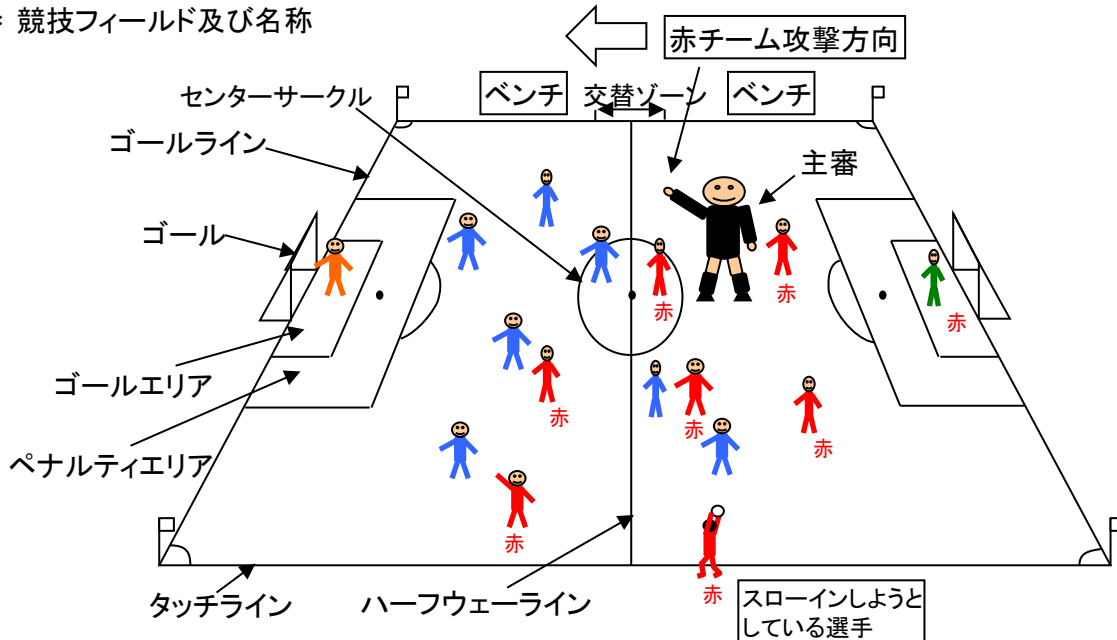 競技フィールド及び名称
赤チーム攻撃方向
センターサークル
ベンチ
交替ゾーン
ベンチ
ゴールライン
主審
ゴール
赤
赤
赤
ゴールエリア
赤
赤
赤
ペナルティエリア
赤
タッチライン
ハーフウェーライン
赤
スローインしようと
している選手